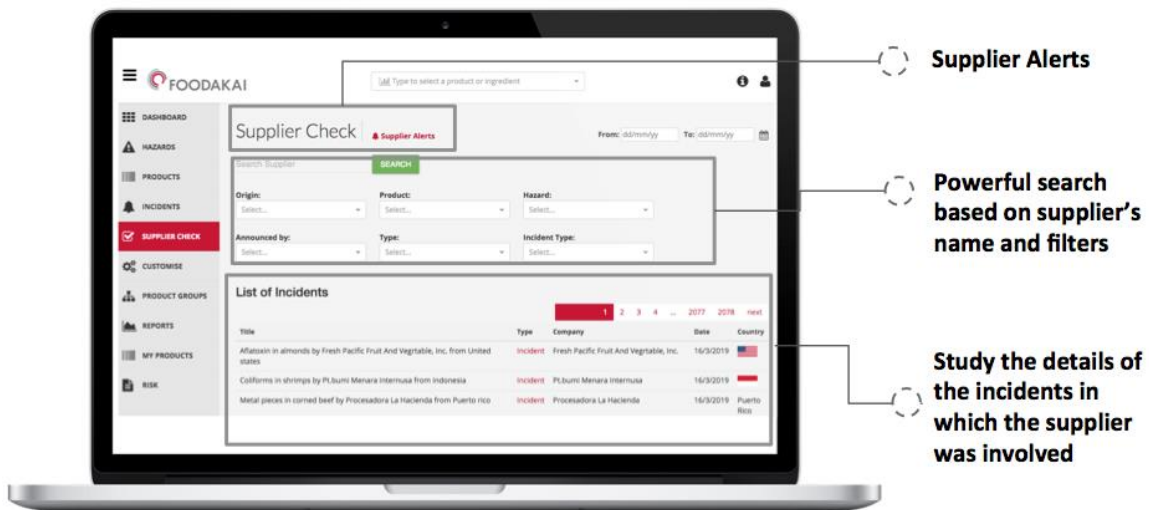 FOODAKAI
Type to select a product or ingredient
Supplier Alerts
DASHBOARD
HAZARDS
PRODUCTS
INCIDENTS
SUPPLIER CHECK
CUSTOMISE
PRODUCT GROUPS
REPORTS
MY PRODUCTS
RISK
Supplier Check
Supplier Alerts
From: dd/mm/yy To: dd/mm/yy
Search Supplier SEARCH
Origin: Product: Hazard:
Select... Select... Select...
Announced by: Type: Incident Type:
Select... Select... Select...
Powerful search
based on supplier's
name and filters
List of Incidents
1 2 3 4 ... 2077 2078 next
Title Type Company Date Country
Aflatoxin in almonds by Fresh Pacific Fruit And Vegrtable, Inc. from United Incident Fresh Pacific Fruit And Vegrtable, Inc. 16/3/2019
states
Coliforms in shrimps by Pt.bumi Menara Internusa from Indonesia Incident Pt.bumi Menara Internusa 16/3/2019
Metal pieces in corned beef by Procesadora La Hacienda from Puerto rico Incident Procesadora La Hacienda 16/3/2019 Puerto
Rico
Study the details of
the incidents in
which the supplier
was involved